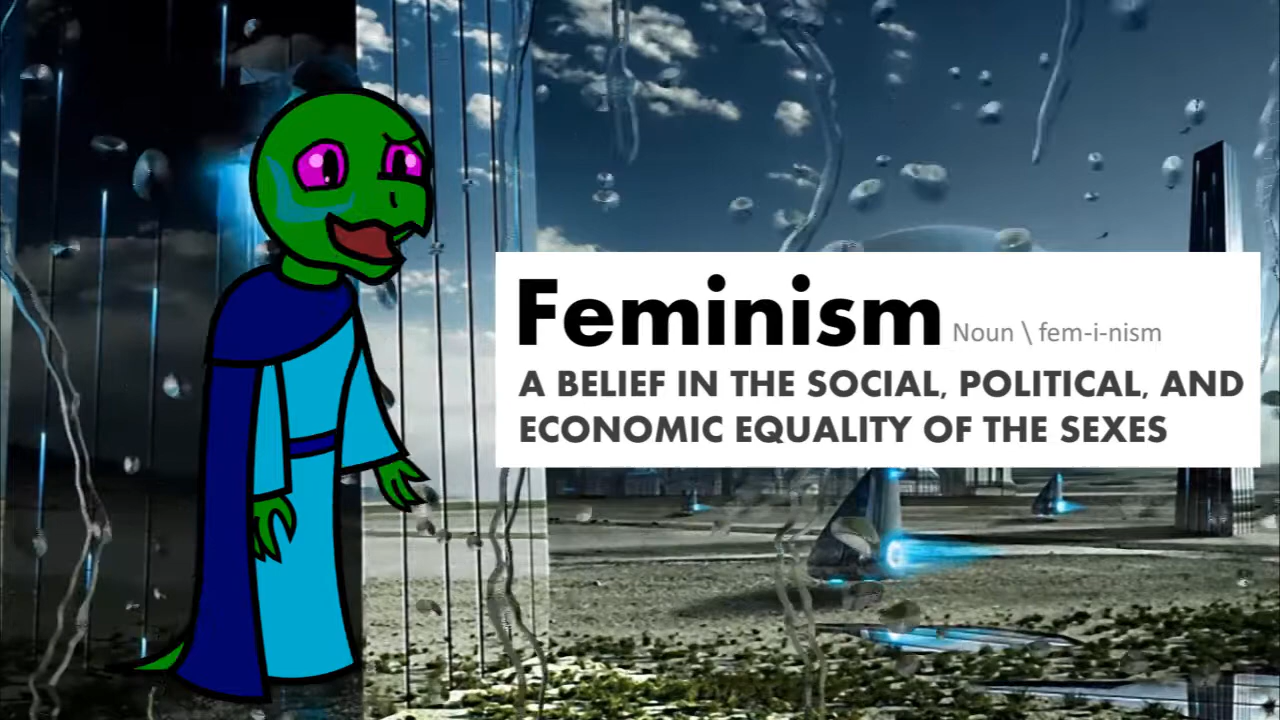 Feminism Noun \ fem-i-nism
A BELIEF IN THE SOCIAL, POLITICAL, AND
ECONOMIC EQUALITY OF THE SEXES